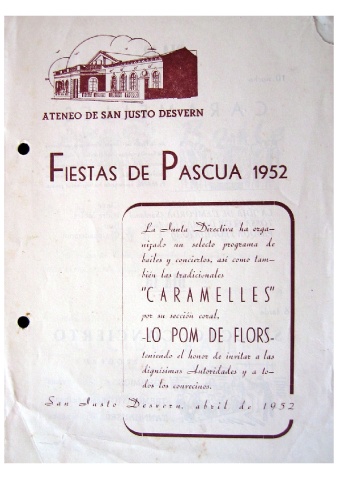 ATENEO DE SAN JUSTO DESVERN
FIESTAS DE PASCUA 1952
La Junta Directiva ha orga-
nizado un selecto programa de
bailes y conciertos, así como tam-
bién las tradicionales
"CARAMELLES"
por su sección coral,
-LO POM DE FLORS-
teniendo el honor de invitar a las
dignísimas Autoridades y a to-
dos los convecinos.
San Justo Desvern, abril de 1952